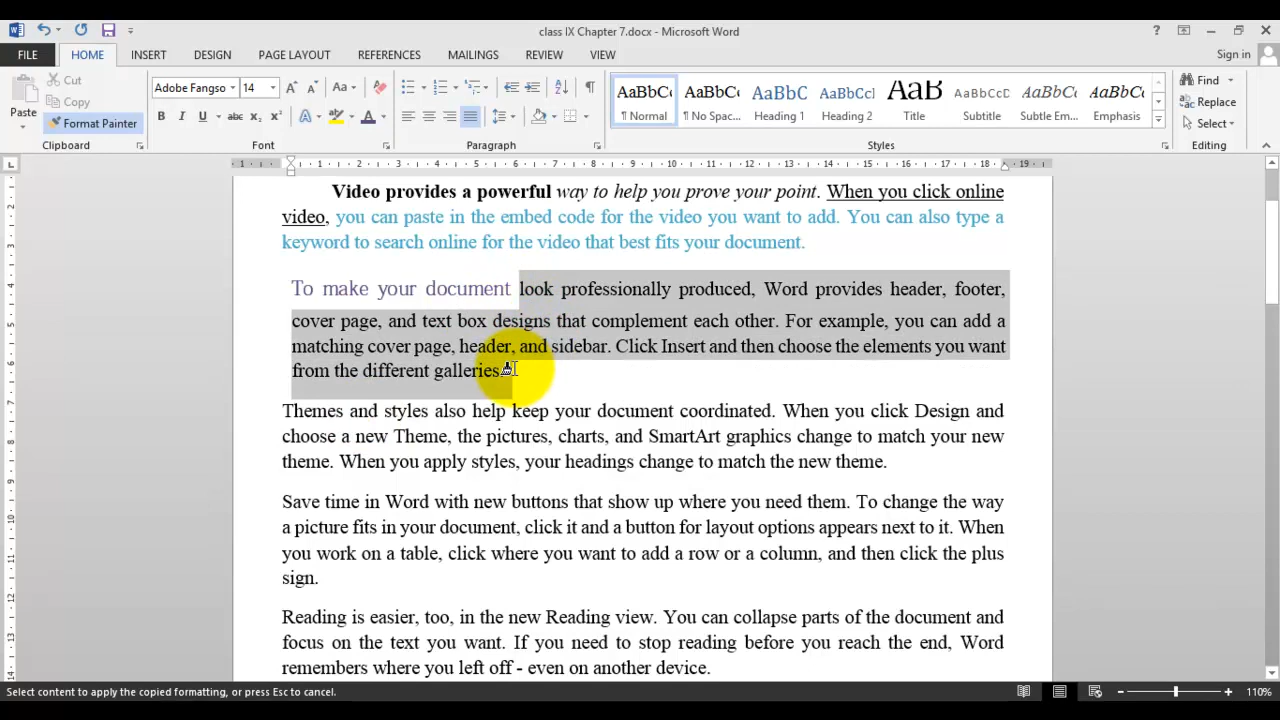 class IX Chapter 7.docx - Microsoft Word
Sign in
FILE HOME INSERT DESIGN PAGE LAYOUT REFERENCES MAILINGS REVIEW VIEW
Paste
Cut
Copy
Format Painter
Clipboard
Adobe Fangso 14
Font
Paragraph
AaBbCc AaBbCc AaBbC AaBbCcI AaB AaBbCcD AaBbCc AaBbCc
¶ Normal ¶ No Spac... Heading 1 Heading 2 Title Subtitle Subtle Em... Emphasis
Styles
Find
Replace
Select
Editing
Video provides a powerful way to help you prove your point. When you click online
video, you can paste in the embed code for the video you want to add. You can also type a
keyword to search online for the video that best fits your document.
To make your document look professionally produced, Word provides header, footer,
cover page, and text box designs that complement each other. For example, you can add a
matching cover page, header, and sidebar. Click Insert and then choose the elements you want
from the different galleries.
Themes and styles also help keep your document coordinated. When you click Design and
choose a new Theme, the pictures, charts, and SmartArt graphics change to match your new
theme. When you apply styles, your headings change to match the new theme.
Save time in Word with new buttons that show up where you need them. To change the way
a picture fits in your document, click it and a button for layout options appears next to it. When
you work on a table, click where you want to add a row or a column, and then click the plus
sign.
Reading is easier, too, in the new Reading view. You can collapse parts of the document and
focus on the text you want. If you need to stop reading before you reach the end, Word
remembers where you left off - even on another device.
Select content to apply the copied formatting, or press Esc to cancel.
110%